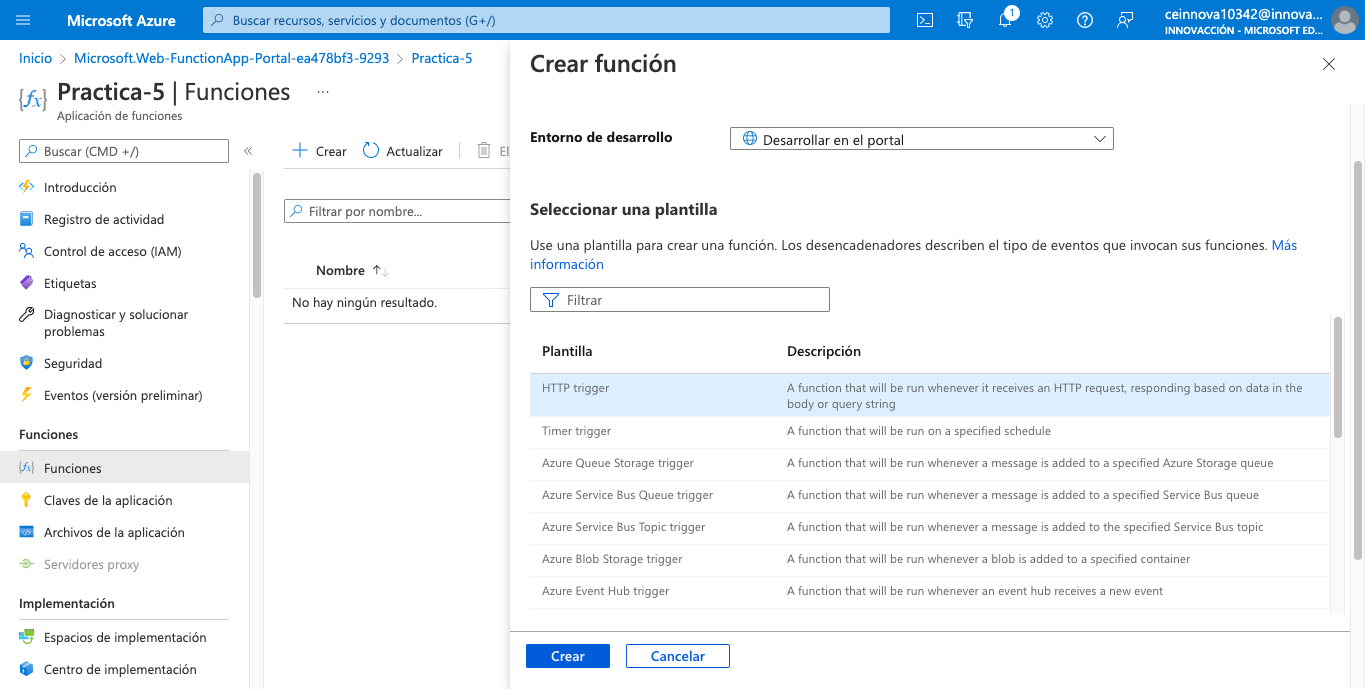 Microsoft Azure
Buscar recursos, servicios y documentos (G+/)
1
ceinnova10342@innova...
INNOVACCIÓN - MICROSOFT ED...
Inicio > Microsoft.Web-FunctionApp-Portal-ea478bf3-9293 > Practica-5
{fx} Practica-5 | Funciones ...
Aplicación de funciones
Buscar (CMD +/)
«
Introducción
Registro de actividad
Control de acceso (IAM)
Etiquetas
Diagnosticar y solucionar
problemas
Seguridad
Eventos (versión preliminar)
Funciones
Funciones
Claves de la aplicación
Archivos de la aplicación
Servidores proxy
Implementación
Espacios de implementación
Centro de implementación
Crear
Actualizar
El
Filtrar por nombre...
Nombre
No hay ningún resultado.
Crear función
Entorno de desarrollo
Desarrollar en el portal
Seleccionar una plantilla
Use una plantilla para crear una función. Los desencadenadores describen el tipo de eventos que invocan sus funciones. Más
información
Filtrar
Plantilla Descripción
HTTP trigger A function that will be run whenever it receives an HTTP request, responding based on data in the
body or query string
Timer trigger A function that will be run on a specified schedule
Azure Queue Storage trigger A function that will be run whenever a message is added to a specified Azure Storage queue
Azure Service Bus Queue trigger A function that will be run whenever a message is added to a specified Service Bus queue
Azure Service Bus Topic trigger A function that will be run whenever a message is added to the specified Service Bus topic
Azure Blob Storage trigger A function that will be run whenever a blob is added to a specified container
Azure Event Hub trigger A function that will be run whenever an event hub receives a new event
Crear
Cancelar